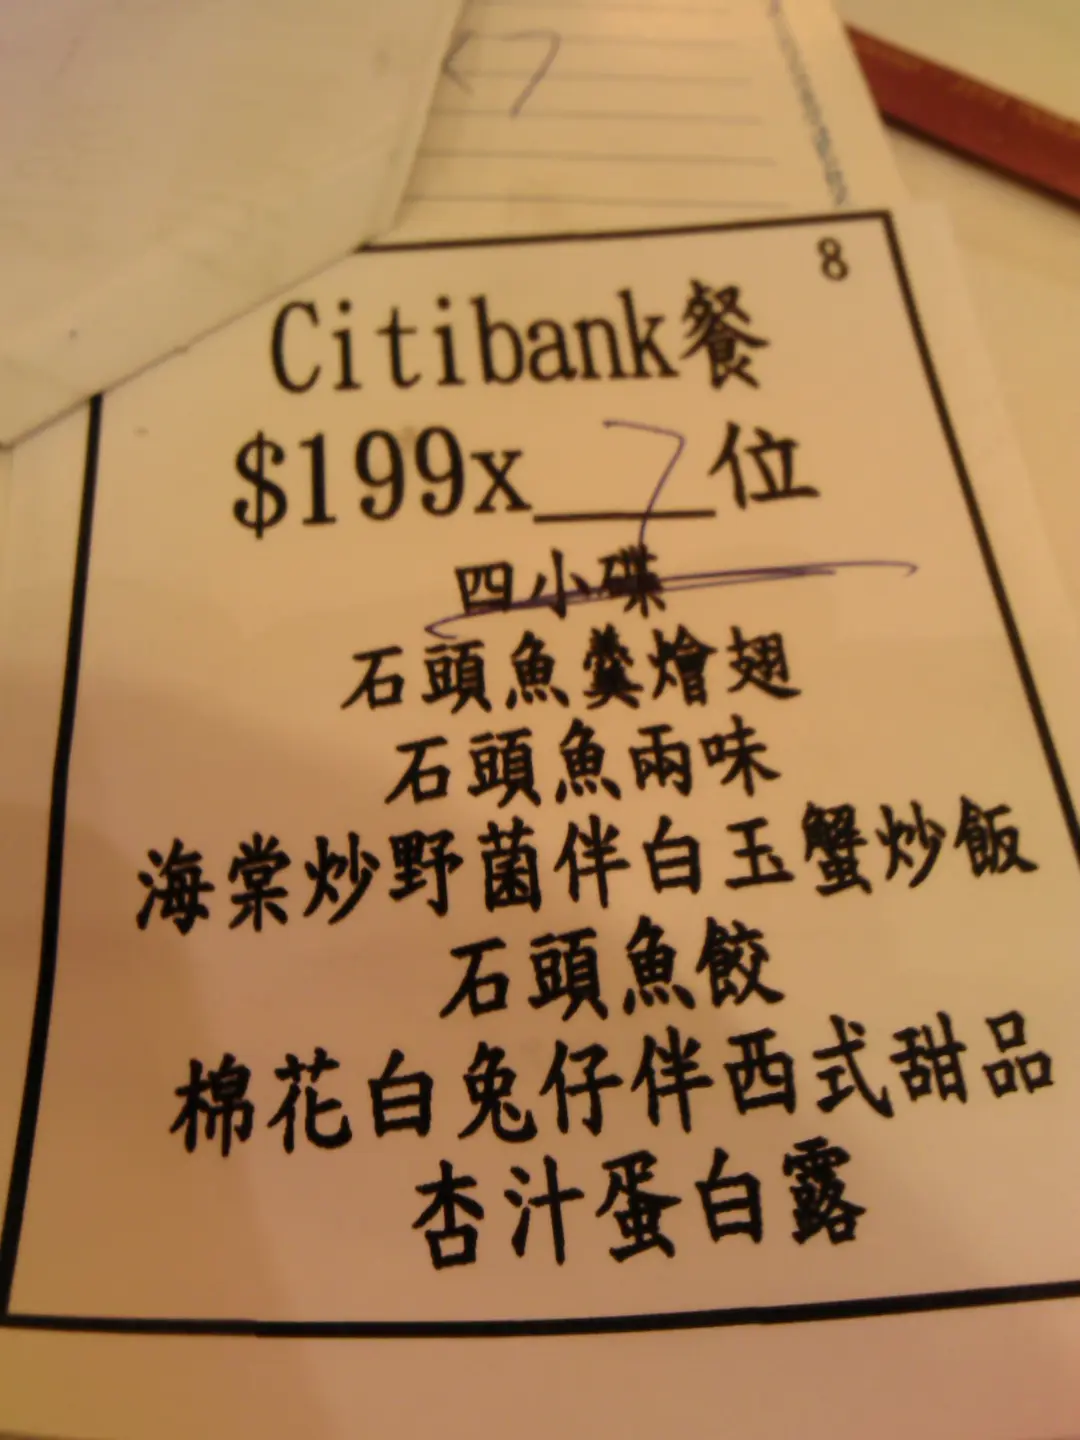 8
Citibank餐
$199x 7 位
四小碟
石頭魚羹燴翅
石頭魚兩味
海棠炒野菌伴白玉蟹炒飯
石頭魚餃
棉花白兔仔伴西式甜品
杏汁蛋白露